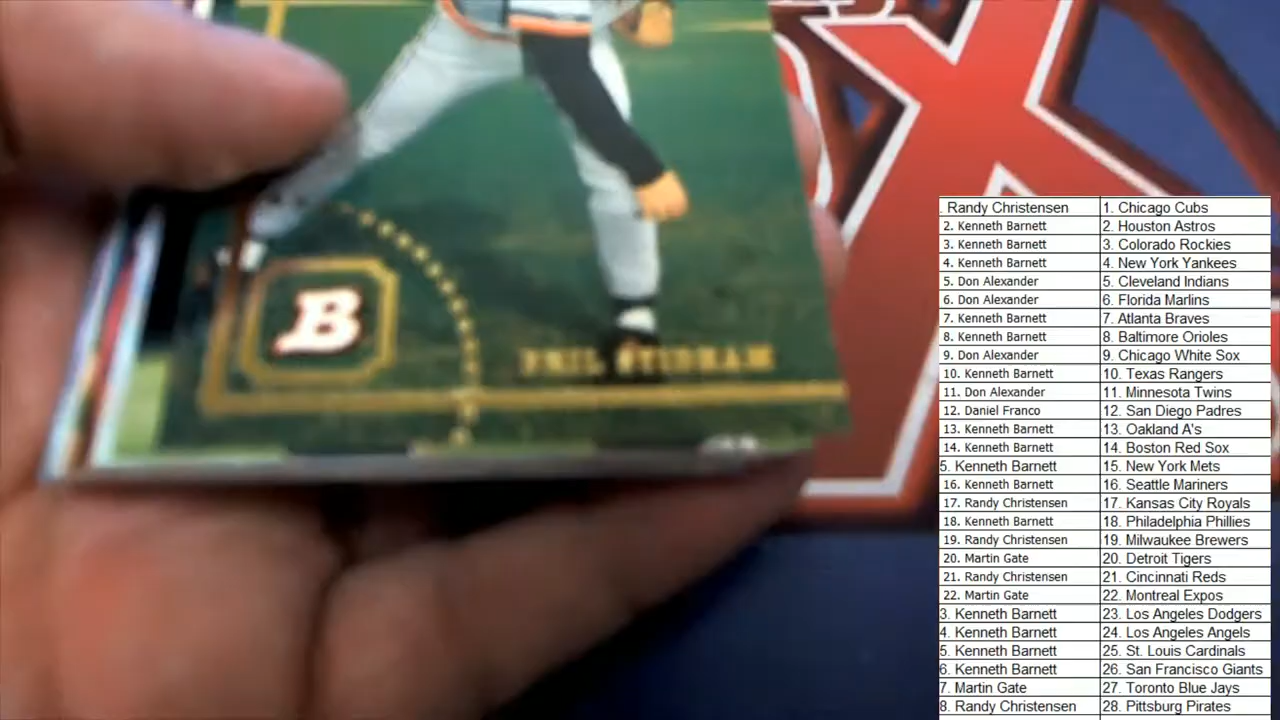 X
B
PHIL STIDHAM
. Randy Christensen 1. Chicago Cubs
2. Kenneth Barnett 2. Houston Astros
3. Kenneth Barnett 3. Colorado Rockies
4. Kenneth Barnett 4. New York Yankees
5. Don Alexander 5. Cleveland Indians
6. Don Alexander 6. Florida Marlins
7. Kenneth Barnett 7. Atlanta Braves
8. Kenneth Barnett 8. Baltimore Orioles
9. Don Alexander 9. Chicago White Sox
10. Kenneth Barnett 10. Texas Rangers
11. Don Alexander 11. Minnesota Twins
12. Daniel Franco 12. San Diego Padres
13. Kenneth Barnett 13. Oakland A's
14. Kenneth Barnett 14. Boston Red Sox
5. Kenneth Barnett 15. New York Mets
16. Kenneth Barnett 16. Seattle Mariners
17. Randy Christensen 17. Kansas City Royals
18. Kenneth Barnett 18. Philadelphia Phillies
19. Randy Christensen 19. Milwaukee Brewers
20. Martin Gate 20. Detroit Tigers
21. Randy Christensen 21. Cincinnati Reds
22. Martin Gate 22. Montreal Expos
3. Kenneth Barnett 23. Los Angeles Dodgers
4. Kenneth Barnett 24. Los Angeles Angels
5. Kenneth Barnett 25. St. Louis Cardinals
6. Kenneth Barnett 26. San Francisco Giants
7. Martin Gate 27. Toronto Blue Jays
8. Randy Christensen 28. Pittsburg Pirates